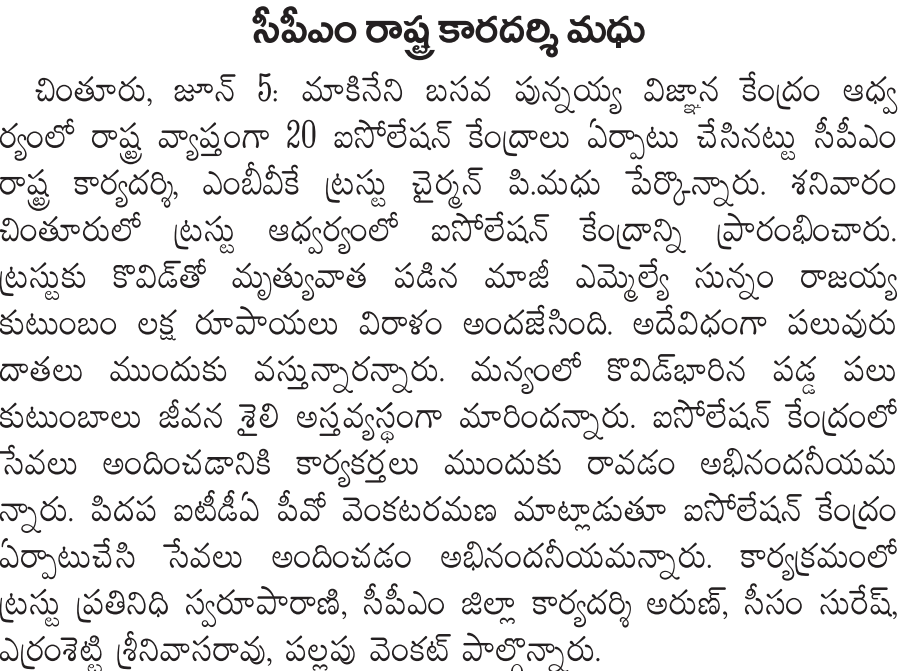 సీపీఎం రాష్ట్ర కారదర్శి మధు
చింతూరు, జూన్ 5: మాకినేని బసవ పున్నయ్య విజ్ఞాన కేంద్రం ఆధ్వ
ర్యంలో రాష్ట్ర వ్యాప్తంగా 20 ఐసోలేషన్ కేంద్రాలు ఏర్పాటు చేసినట్టు సీపీఎం
రాష్ట్ర కార్యదర్శి, ఎంబీవీకే ట్రస్టు చైర్మన్ పి.మధు పేర్కొన్నారు. శనివారం
చింతూరులో ట్రస్టు ఆధ్వర్యంలో ఐసోలేషన్ కేంద్రాన్ని ప్రారంభించారు.
ట్రస్టుకు కొవిడ్‌తో మృత్యువాత పడిన మాజీ ఎమ్మెల్యే సున్నం రాజయ్య
కుటుంబం లక్ష రూపాయలు విరాళం అందజేసింది. అదేవిధంగా పలువురు
దాతలు ముందుకు వస్తున్నారన్నారు. మన్యంలో కొవిడ్‌భారిన పడ్డ పలు
కుటుంబాలు జీవన శైలి అస్తవ్యస్థంగా మారిందన్నారు. ఐసోలేషన్ కేంద్రంలో
సేవలు అందించడానికి కార్యకర్తలు ముందుకు రావడం అభినందనీయమ
న్నారు. పిదప ఐటీడీఏ పీవో వెంకటరమణ మాట్లాడుతూ ఐసోలేషన్ కేంద్రం
ఏర్పాటుచేసి సేవలు అందించడం అభినందనీయమన్నారు. కార్యక్రమంలో
ట్రస్టు ప్రతినిధి స్వరూపారాణి, సీపీఎం జిల్లా కార్యదర్శి అరుణ్, సీసం సురేష్,
ఎర్రంశెట్టి శ్రీనివాసరావు, పల్లపు వెంకట్ పాల్గొన్నారు.